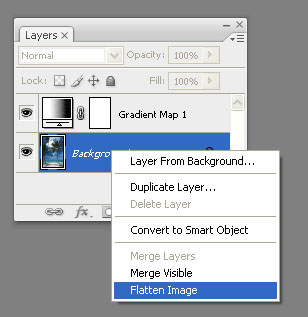 Layers ×
Normal Opacity: 100%
Lock: Fill: 100%
Gradient Map 1
Layer From Background...
Duplicate Layer...
Delete Layer
Convert to Smart Object
Merge Layers
Merge Visible
Flatten Image
fx.